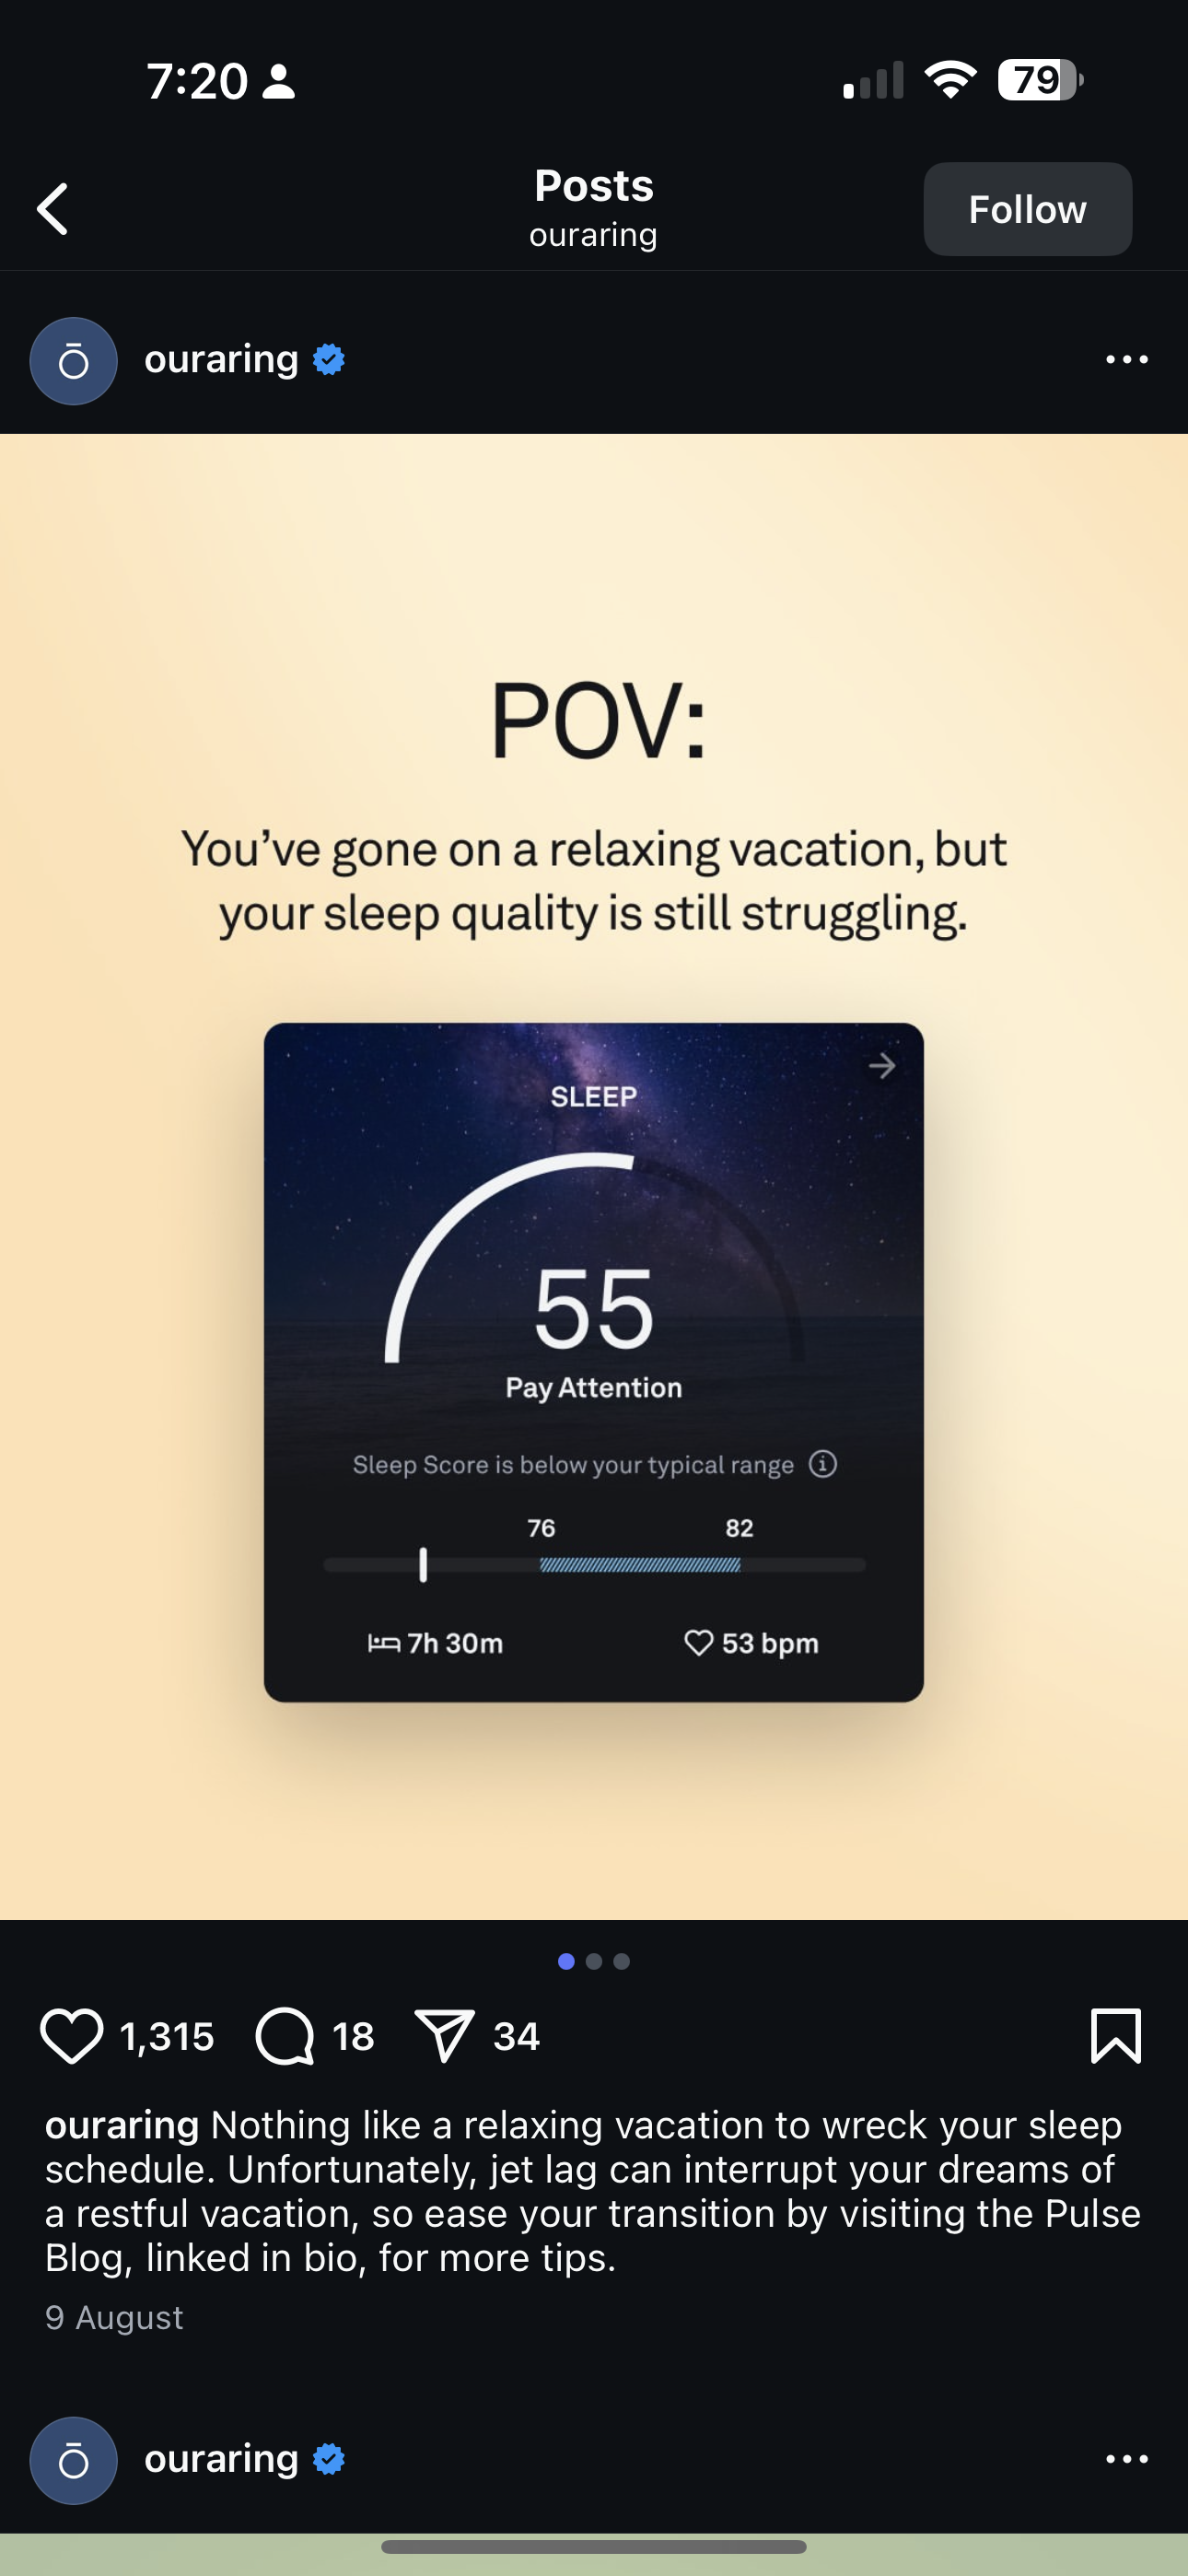 7:20
79
Posts
ouraring
Follow
ouraring
POV:
You’ve gone on a relaxing vacation, but
your sleep quality is still struggling.
SLEEP
55
Pay Attention
Sleep Score is below your typical range
76 82
7h 30m 53 bpm
1,315 18 34
ouraring Nothing like a relaxing vacation to wreck your sleep
schedule. Unfortunately, jet lag can interrupt your dreams of
a restful vacation, so ease your transition by visiting the Pulse
Blog, linked in bio, for more tips.
9 August
ouraring